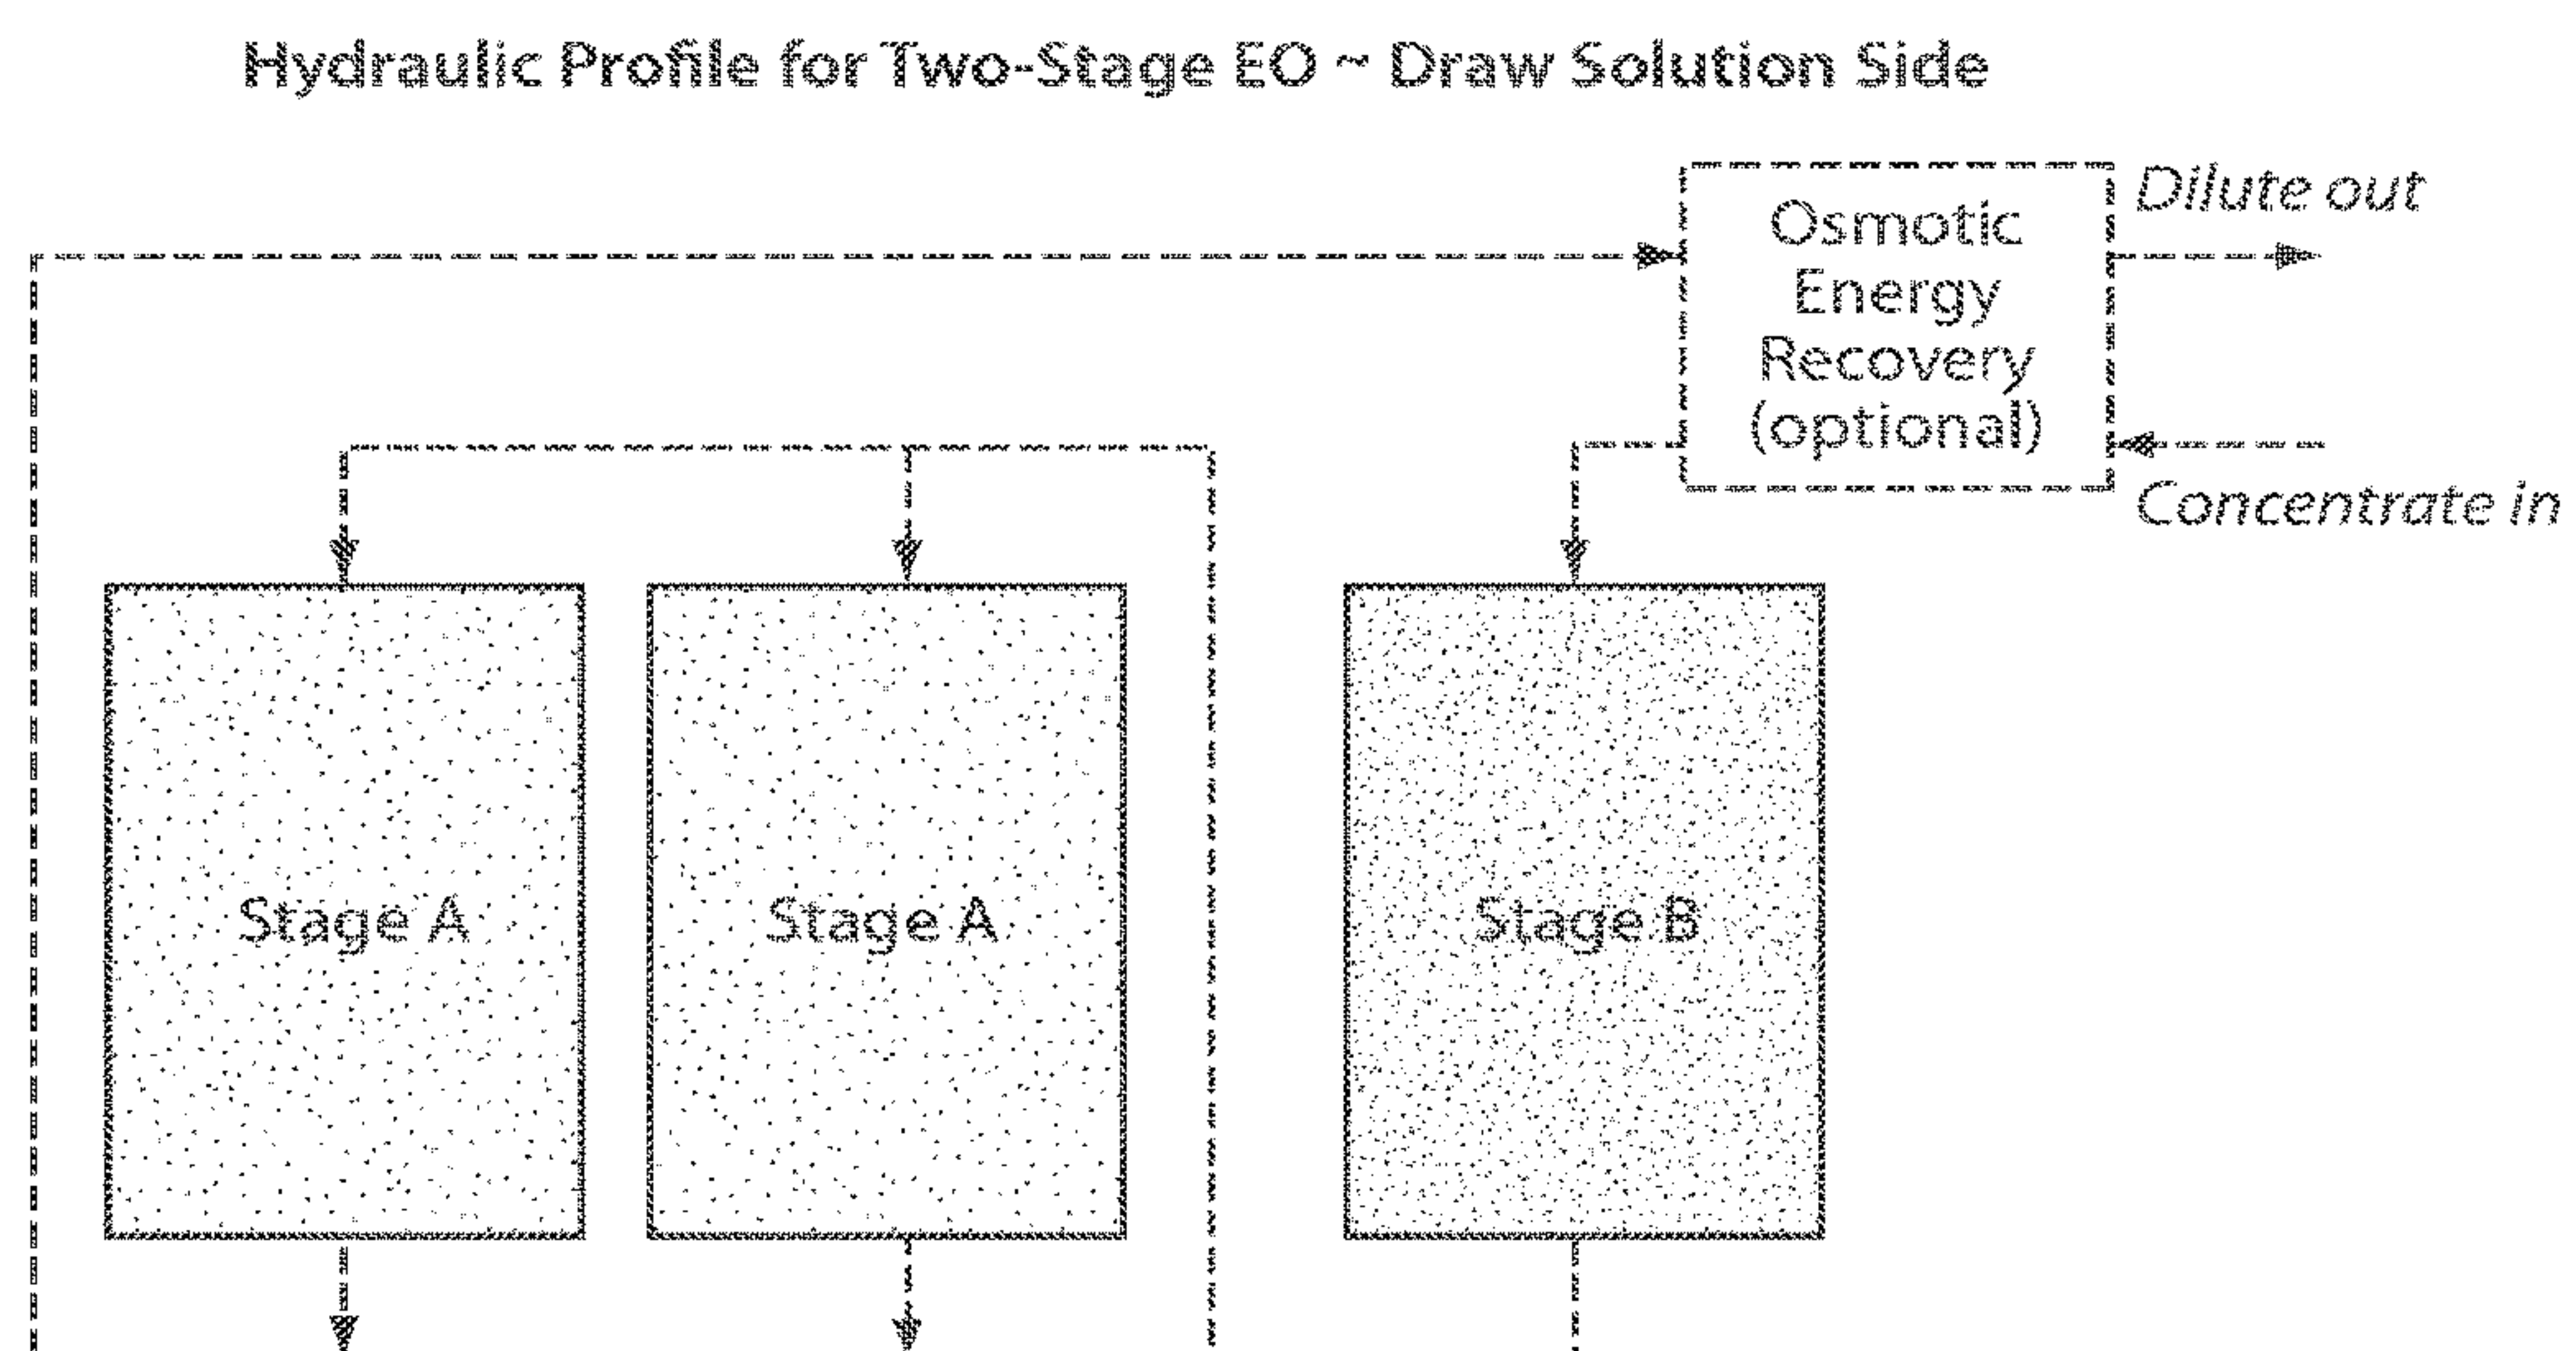 Hydraulic Profile for Two-Stage EO ~ Draw Solution Side
Dilute out
Osmotic
Energy
Recovery
(optional)
Concentrate in
Stage A
Stage A
Stage B